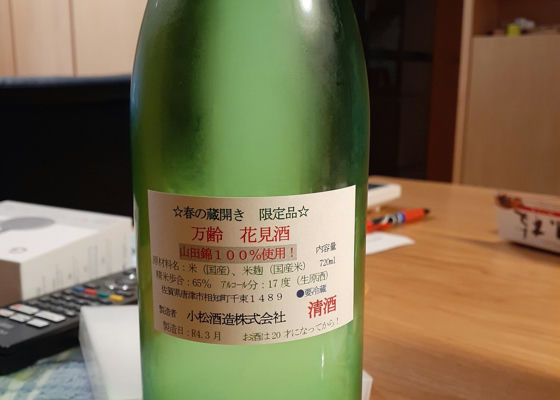 ☆春の蔵開き　限定品☆
万齢　花見酒
山田錦１００％使用！
内容量
原材料名：米（国産）、米麹（国産米）　720ml
精米歩合：65％　アルコール分：17度（生原酒）
佐賀県唐津市相知町千束１４８９　●要冷蔵
製造者　小松酒造株式会社　清酒
製造日：R4.3月　お酒は20才になってから！